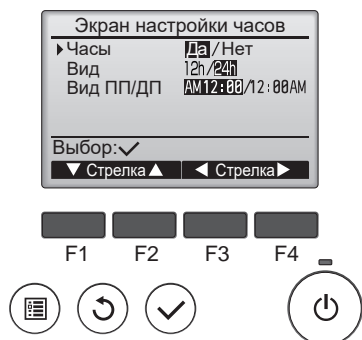 Экран настройки часов
Часы Да/Нет
Вид 12h/24h
Вид ПП/ДП AM12:00/12:00AM
Выбор:✓
▼ Стрелка ▲ ◀ Стрелка ▶
F1 F2 F3 F4